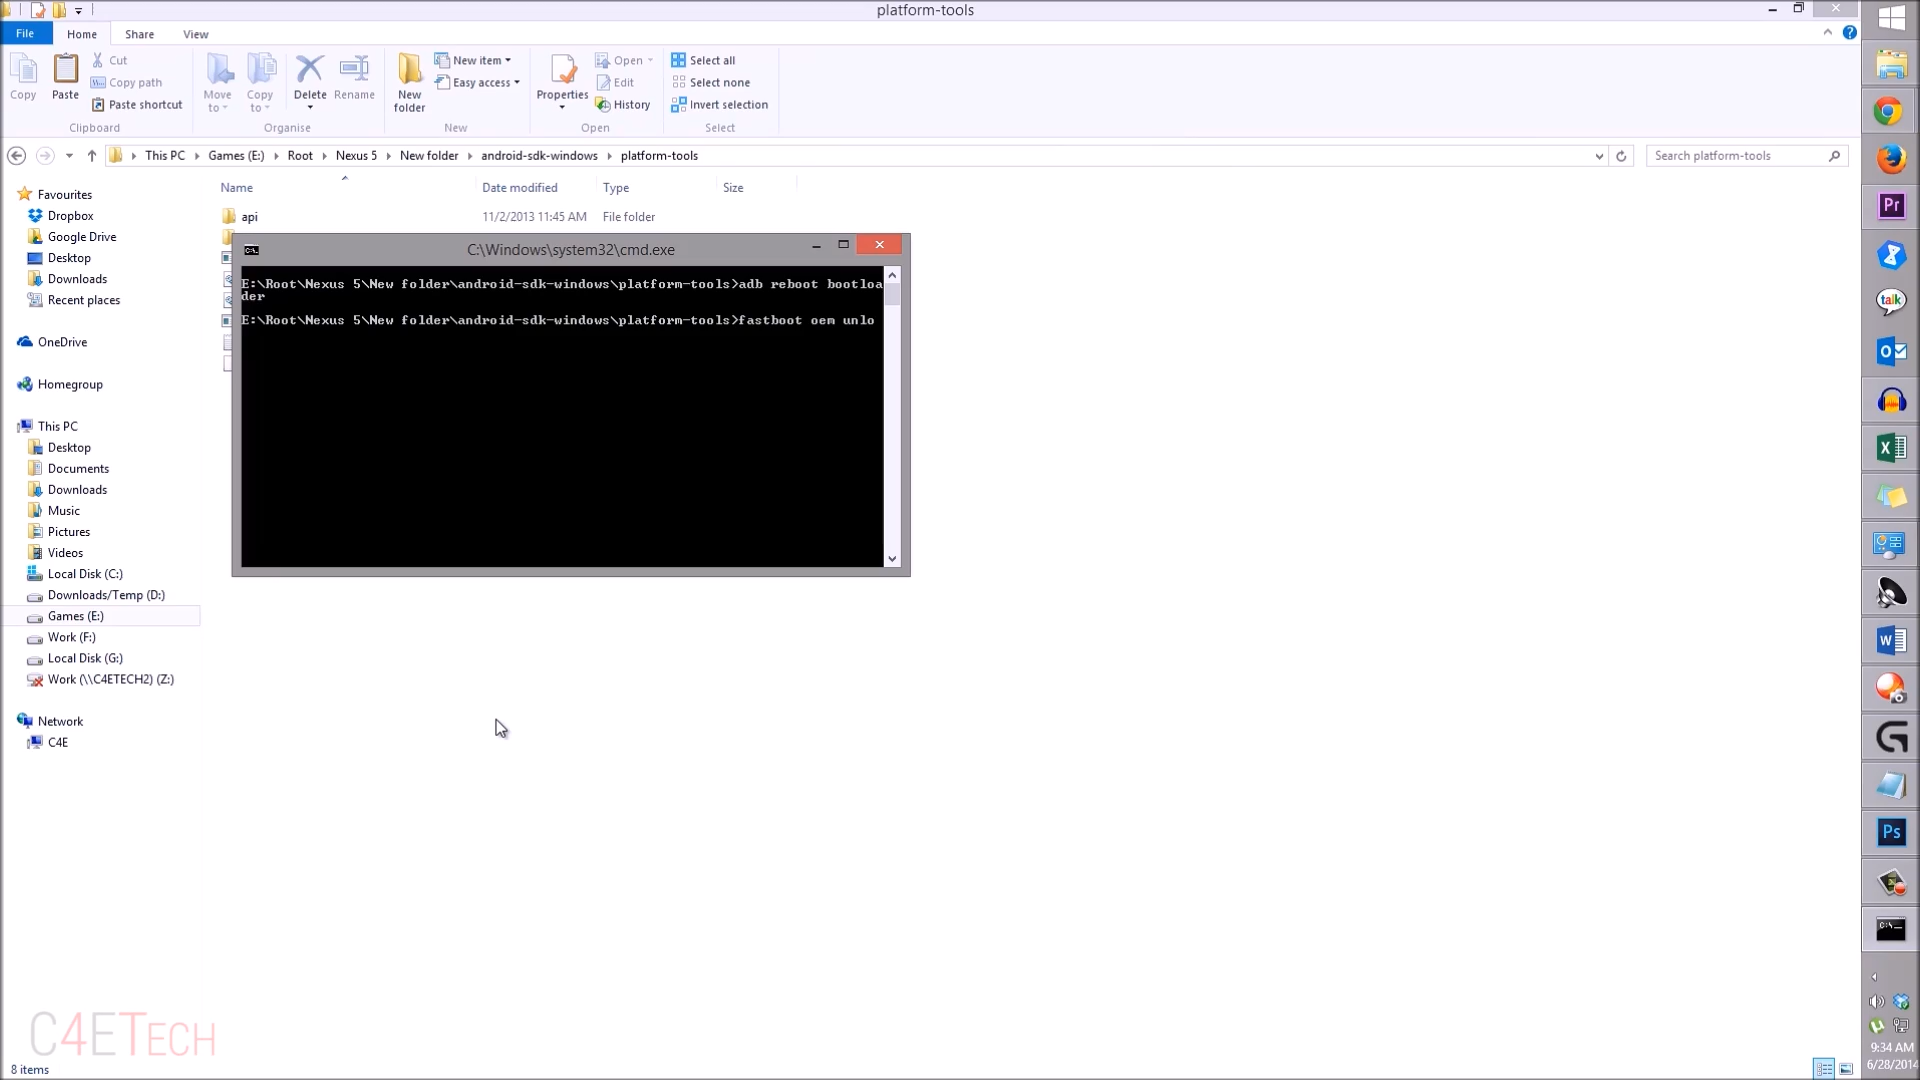 platform-tools
File Home Share View
Copy
Paste
Cut
Copy path
Paste shortcut
Clipboard
Move to
Copy to
Delete
Rename
Organise
New folder
New item
Easy access
New
Properties
Open
Edit
History
Open
Select all
Select none
Invert selection
Select
This PC Games (E:) Root Nexus 5 New folder android-sdk-windows platform-tools
Search platform-tools
Name Date modified Type Size
api 11/2/2013 11:45 AM File folder
Favourites
Dropbox
Google Drive
Desktop
Downloads
Recent places
OneDrive
Homegroup
This PC
Desktop
Documents
Downloads
Music
Pictures
Videos
Local Disk (C:)
Downloads/Temp (D:)
Games (E:)
Work (F:)
Local Disk (G:)
Work (\\C4ETECH2) (Z:)
Network
C4E
C:\Windows\system32\cmd.exe
E:\Root\Nexus 5\New folder\android-sdk-windows\platform-tools>adb reboot bootloa
der
E:\Root\Nexus 5\New folder\android-sdk-windows\platform-tools>fastboot oem unlo
Pr
talk
Ps
C4ETECH
8 items
9:34 AM
6/28/2014